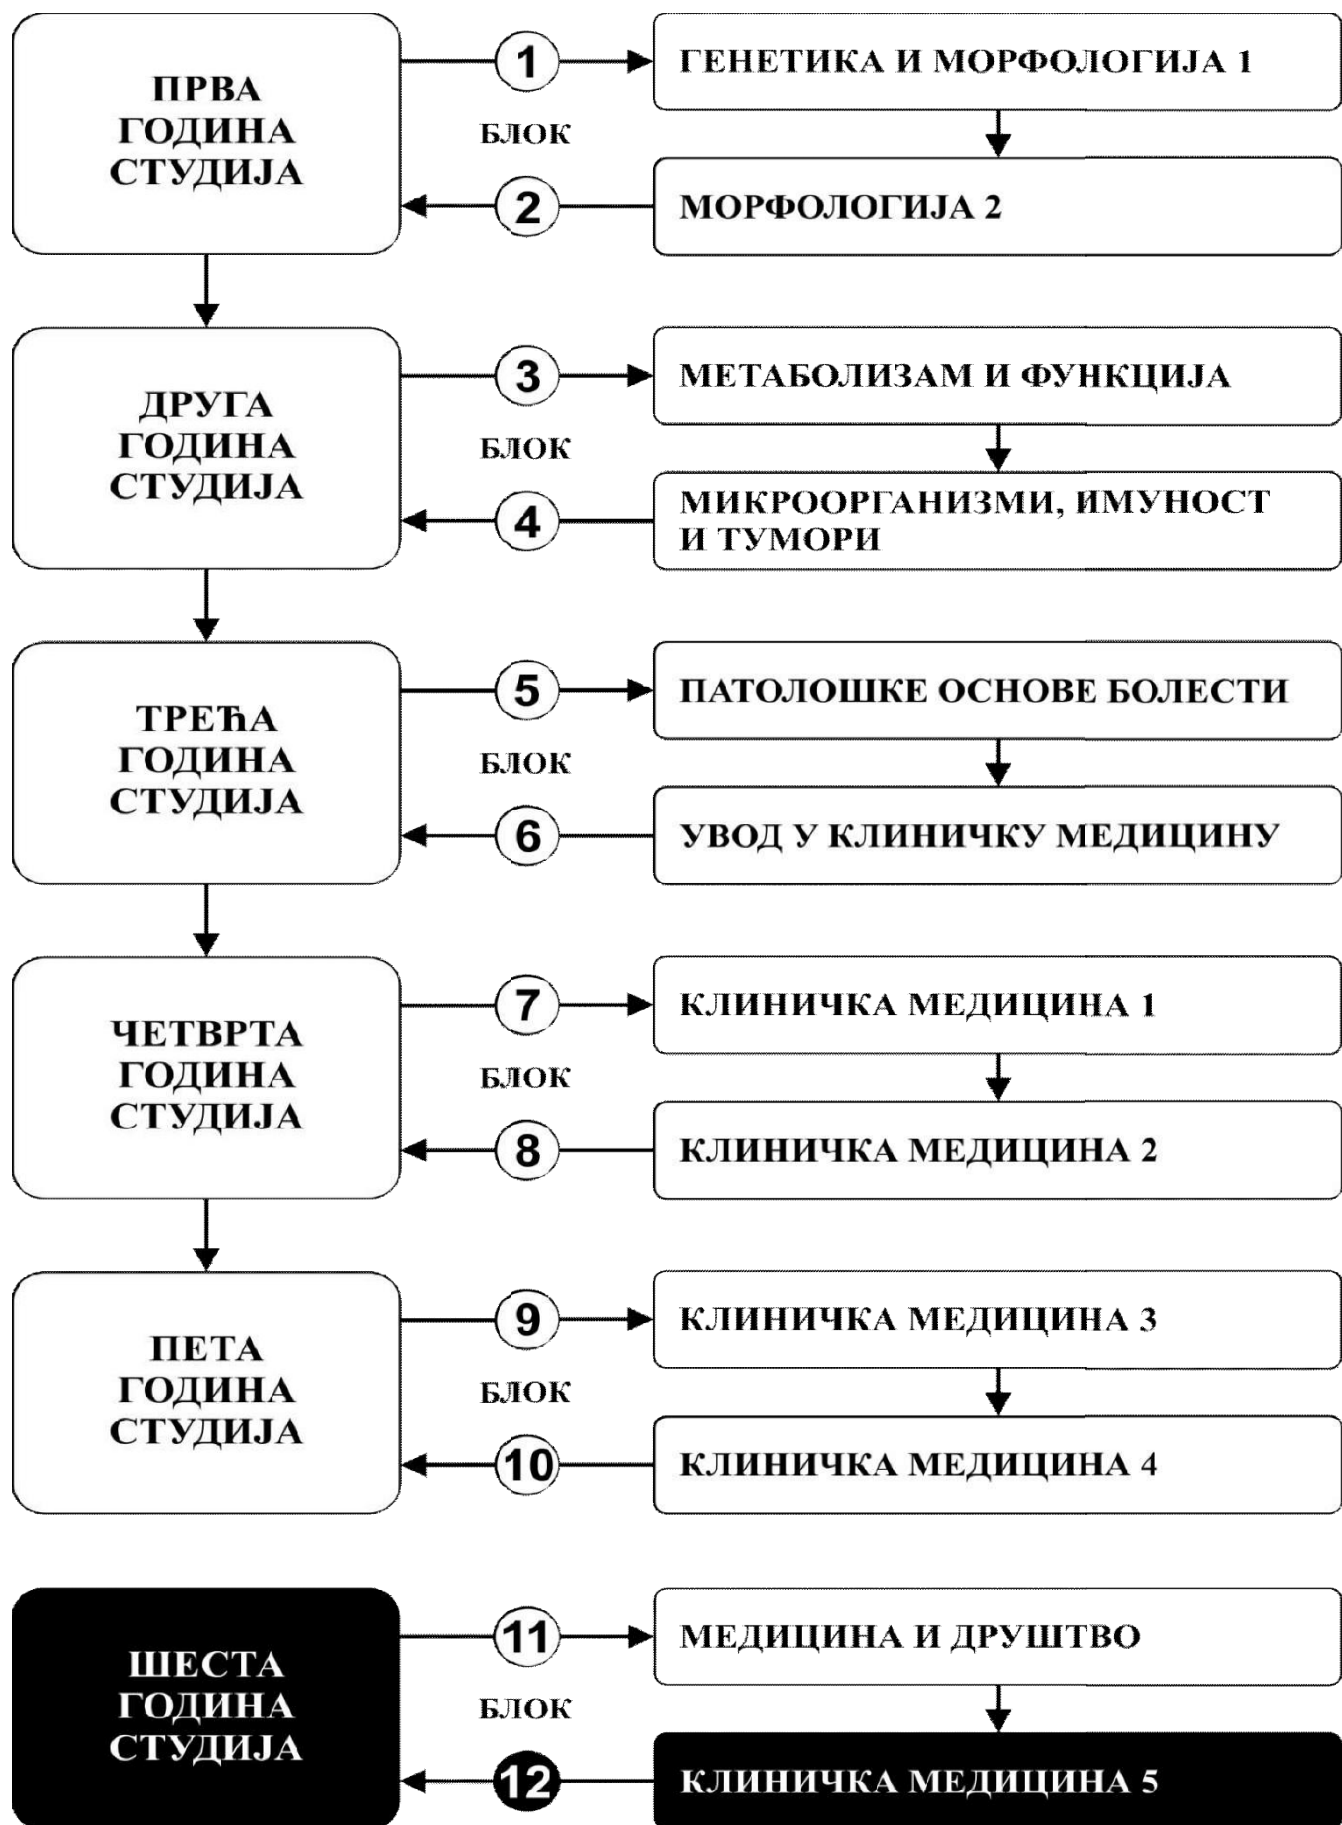 ПРВА
ГОДИНА
СТУДИЈА
1
БЛОК
2
ГЕНЕТИКА И МОРФОЛОГИЈА 1
МОРФОЛОГИЈА 2
ДРУГА
ГОДИНА
СТУДИЈА
3
БЛОК
4
МЕТАБОЛИЗАМ И ФУНКЦИЈА
МИКРООРГАНИЗМИ, ИМУНОСТ
И ТУМОРИ
ТРЕЋА
ГОДИНА
СТУДИЈА
5
БЛОК
6
ПАТОЛОШКЕ ОСНОВЕ БОЛЕСТИ
УВОД У КЛИНИЧКУ МЕДИЦИНУ
ЧЕТВРТА
ГОДИНА
СТУДИЈА
7
БЛОК
8
КЛИНИЧКА МЕДИЦИНА 1
КЛИНИЧКА МЕДИЦИНА 2
ПЕТА
ГОДИНА
СТУДИЈА
9
БЛОК
10
КЛИНИЧКА МЕДИЦИНА 3
КЛИНИЧКА МЕДИЦИНА 4
ШЕСТА
ГОДИНА
СТУДИЈА
11
БЛОК
12
МЕДИЦИНА И ДРУШТВО
КЛИНИЧКА МЕДИЦИНА 5